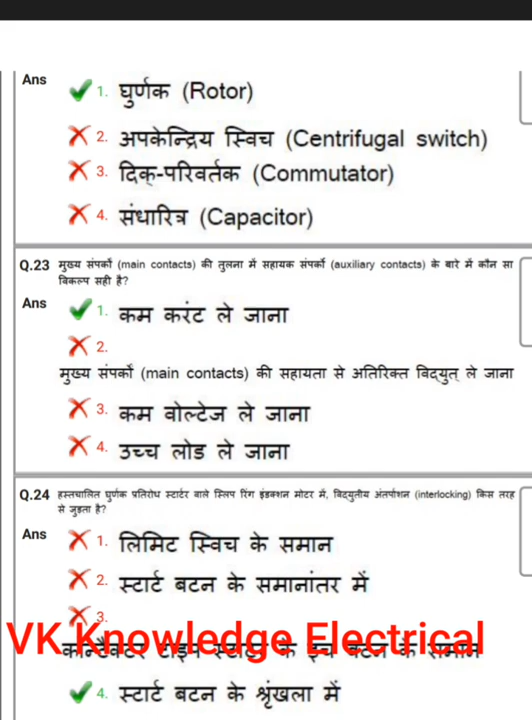 Ans
1. घुर्णक (Rotor)
2. अपकेन्द्रिय स्विच (Centrifugal switch)
3. दिक्-परिवर्तक (Commutator)
4. संधारित्र (Capacitor)
Q.23 मुख्य संपर्कों (main contacts) की तुलना में सहायक संपर्कों (auxiliary contacts) के बारे में कौन सा
विकल्प सही है?
Ans
1. कम करंट ले जाना
2.
मुख्य संपर्कों (main contacts) की सहायता से अतिरिक्त विद्युत् ले जाना
3. कम वोल्टेज ले जाना
4. उच्च लोड ले जाना
Q.24 हस्तचालित घुर्णक प्रतिरोध स्टार्टर वाले स्लिप रिंग इंडक्शन मोटर में, विद्युतीय अंतर्पाशन (interlocking) किस तरह
से जुड़ता है?
Ans
1. लिमिट स्विच के समान
2. स्टार्ट बटन के समानांतर में
3.
VK Knowledge Electrical
4. स्टार्ट बटन के श्रृंखला में